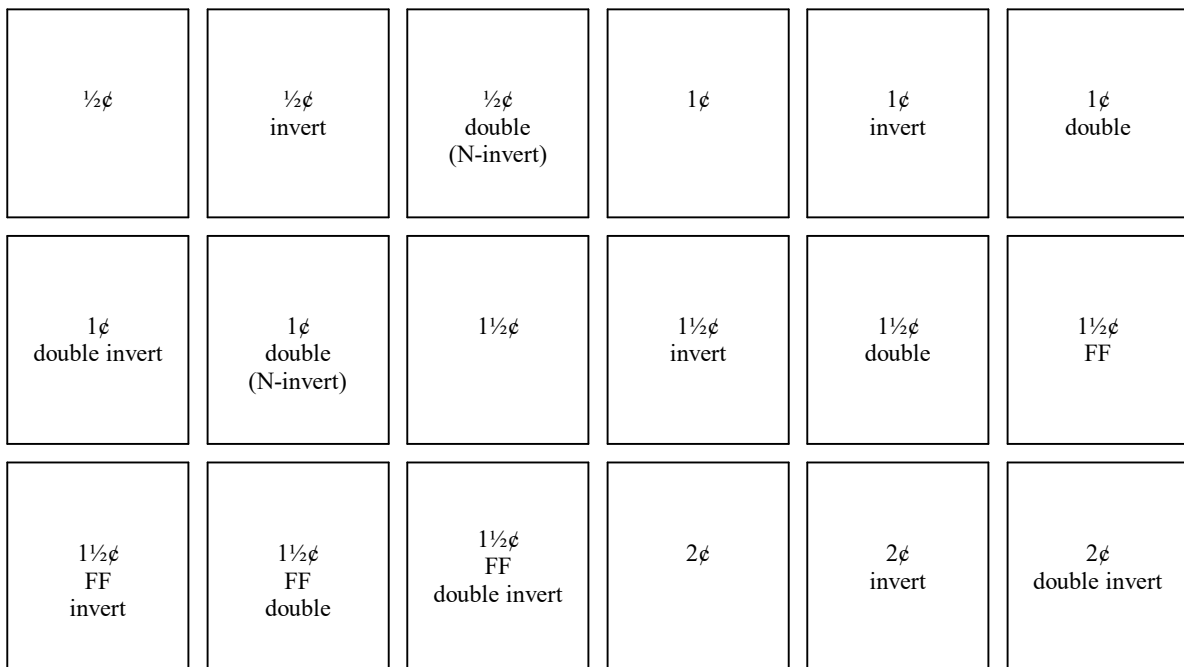 ½¢
½¢
invert
½¢
double
(N-invert)
1¢
1¢
invert
1¢
double
1¢
double invert
1¢
double
(N-invert)
1½¢
1½¢
invert
1½¢
double
1½¢
FF
1½¢
FF
invert
1½¢
FF
double
1½¢
FF
double invert
2¢
2¢
invert
2¢
double invert